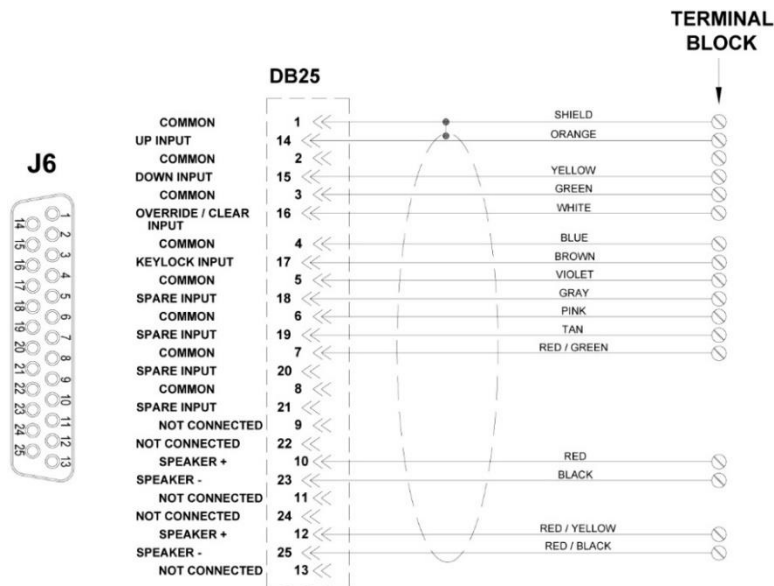 TERMINAL
BLOCK
DB25
J6
COMMON 1 SHIELD
UP INPUT 14 ORANGE
COMMON 2
DOWN INPUT 15 YELLOW
COMMON 3 GREEN
OVERRIDE / CLEAR 16 WHITE
INPUT
COMMON 4 BLUE
KEYLOCK INPUT 17 BROWN
COMMON 5 VIOLET
SPARE INPUT 18 GRAY
COMMON 6 PINK
SPARE INPUT 19 TAN
COMMON 7 RED / GREEN
SPARE INPUT 20
COMMON 8
SPARE INPUT 21
NOT CONNECTED 9
NOT CONNECTED 22
SPEAKER + 10 RED
SPEAKER - 23 BLACK
NOT CONNECTED 11
NOT CONNECTED 24
SPEAKER + 12 RED / YELLOW
SPEAKER - 25 RED / BLACK
NOT CONNECTED 13
1
14
2
15
3
16
4
17
5
18
6
19
7
20
8
21
9
22
10
23
11
24
12
25
13